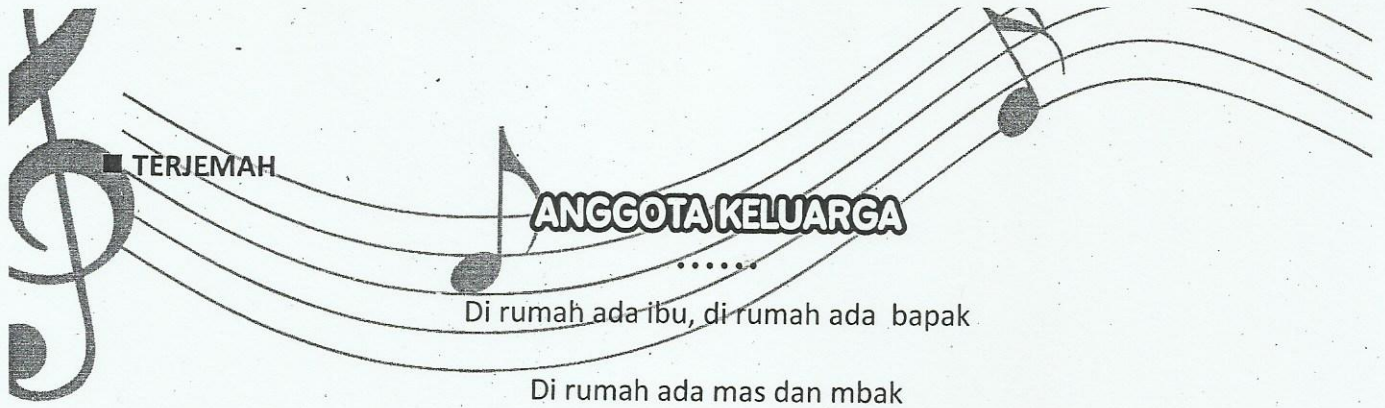 ■ TERJEMAH
ANGGOTA KELUARGA
......
Di rumah ada ibu, di rumah ada bapak
Di rumah ada mas dan mbak